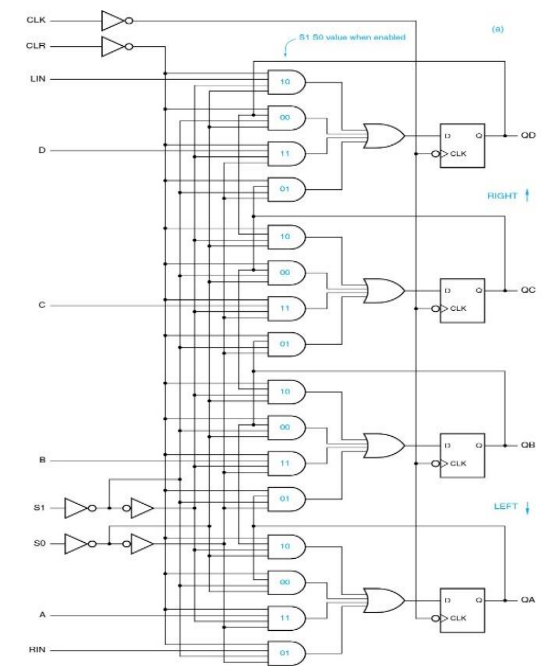 CLK
S1 S0 value when enabled
(a)
CLR
LIN
10
00
D
D Q
QD
11
CLK
01
RIGHT
10
00
D Q
QC
C
11
CLK
01
10
00
D Q
QB
B
11
CLK
S1
01
LEFT
S0
10
00
D Q
QA
A
11
CLK
RIN
01